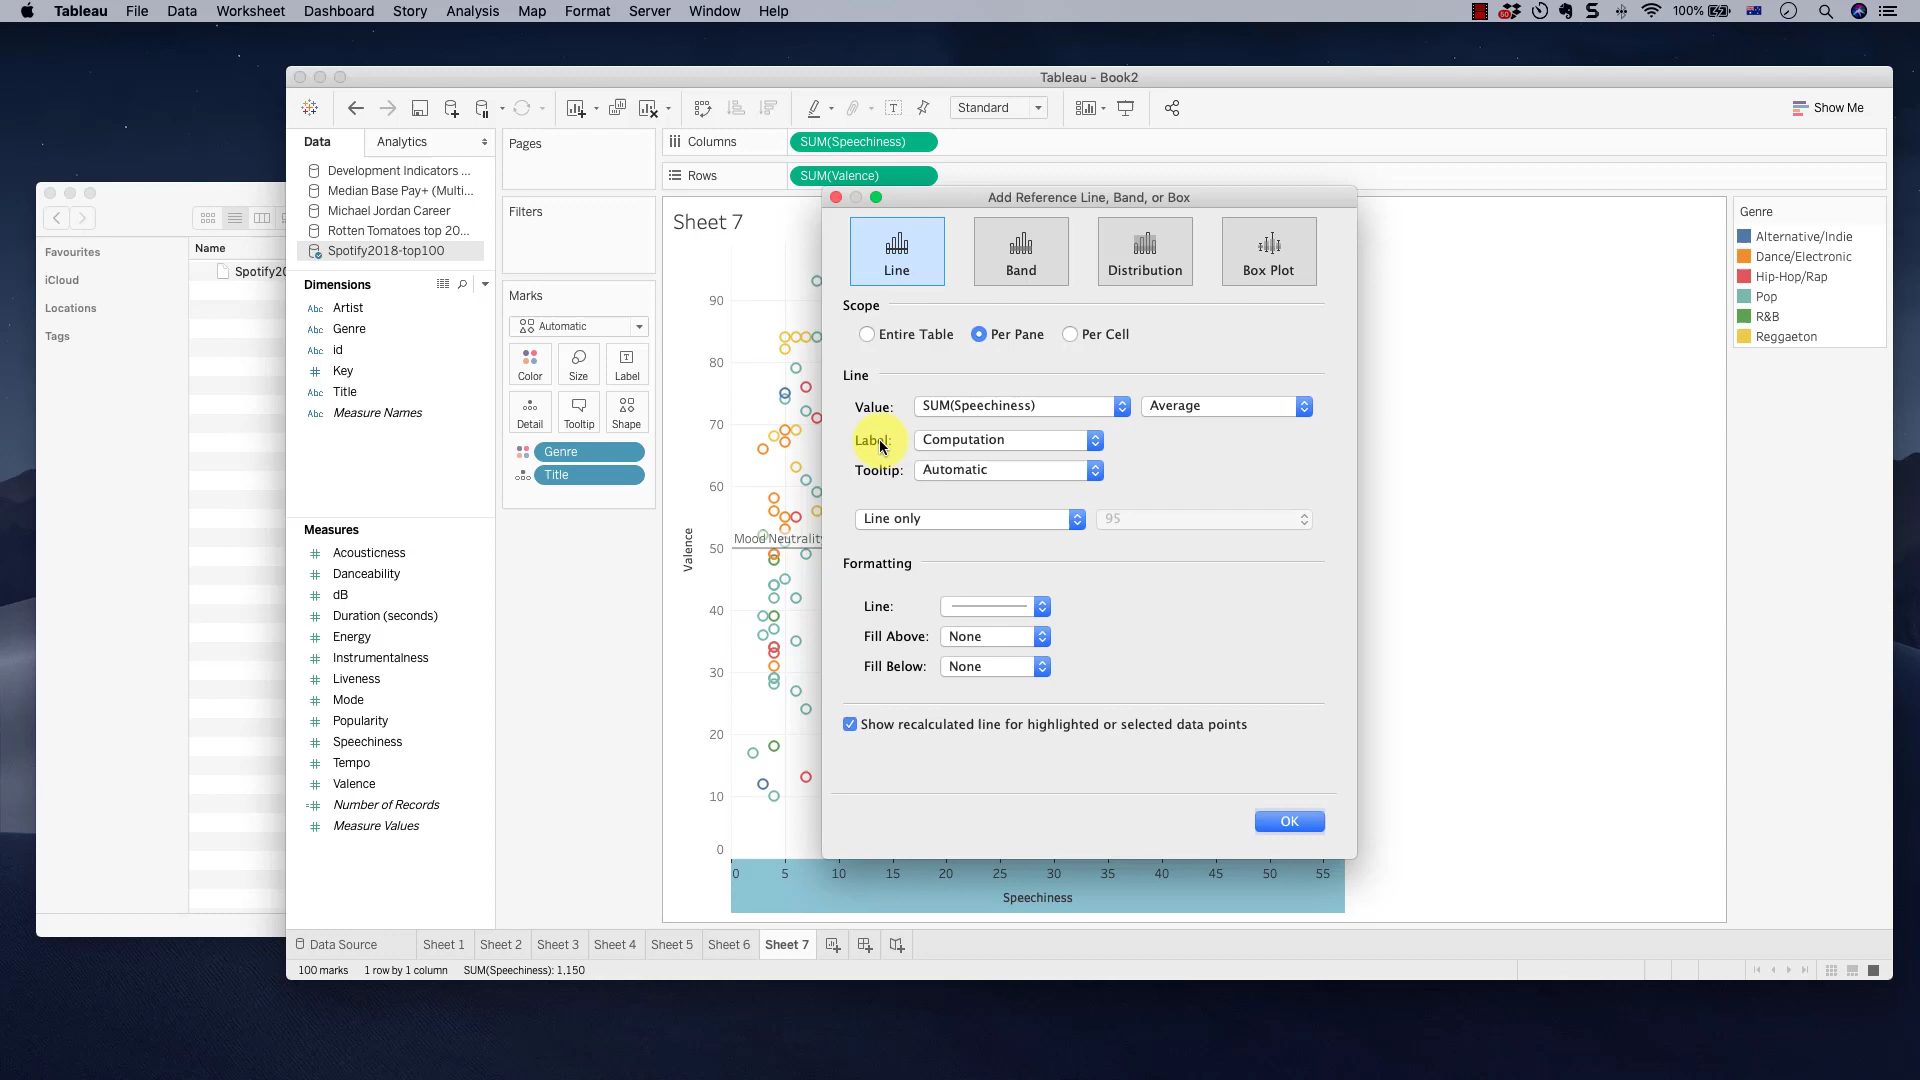 Tableau File Data Worksheet Dashboard Story Analysis Map Format Server Window Help
50
100%
Tableau - Book2
Standard
Show Me
Data
Analytics
Development Indicators ...
Median Base Pay+ (Multi...
Michael Jordan Career
Rotten Tomatoes top 20...
Spotify2018-top100
Favourites
iCloud
Locations
Tags
Name
Spotify20
Dimensions
Abc Artist
Abc Genre
Abc id
# Key
Abc Title
Abc Measure Names
Measures
# Acousticness
# Danceability
# dB
# Duration (seconds)
# Energy
# Instrumentalness
# Liveness
# Mode
# Popularity
# Speechiness
# Tempo
# Valence
=# Number of Records
# Measure Values
Pages
Filters
Marks
Automatic
Color
Size
Label
Detail
Tooltip
Shape
Genre
Title
Columns
SUM(Speechiness)
Rows
SUM(Valence)
Sheet 7
90
80
70
60
50
40
30
20
10
0
Valence
Mood Neutrality
0 5 10 15 20 25 30 35 40 45 50 55
Speechiness
Add Reference Line, Band, or Box
Line
Band
Distribution
Box Plot
Scope
Entire Table
Per Pane
Per Cell
Line
Value: SUM(Speechiness) Average
Label: Computation
Tooltip: Automatic
Line only 95
Formatting
Line:
Fill Above: None
Fill Below: None
Show recalculated line for highlighted or selected data points
OK
Genre
Alternative/Indie
Dance/Electronic
Hip-Hop/Rap
Pop
R&B
Reggaeton
Data Source
Sheet 1
Sheet 2
Sheet 3
Sheet 4
Sheet 5
Sheet 6
Sheet 7
100 marks 1 row by 1 column SUM(Speechiness): 1,150